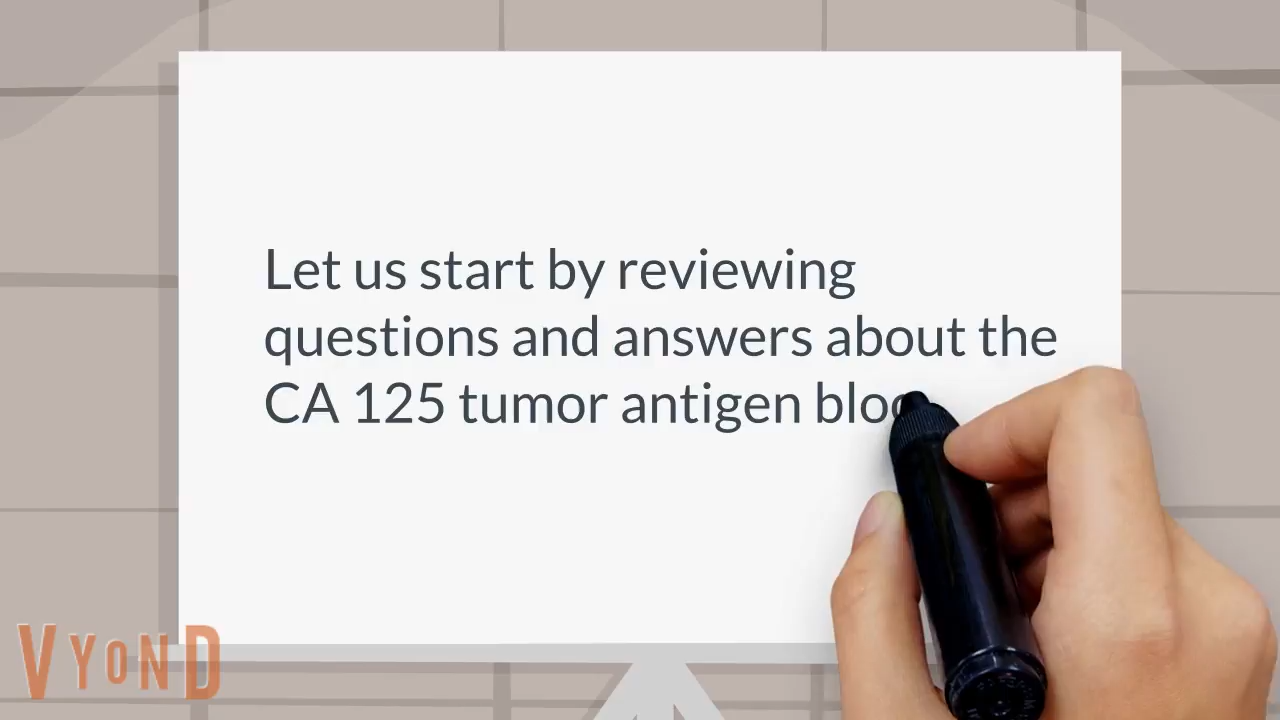 Let us start by reviewing
questions and answers about the
CA 125 tumor antigen
VYOND